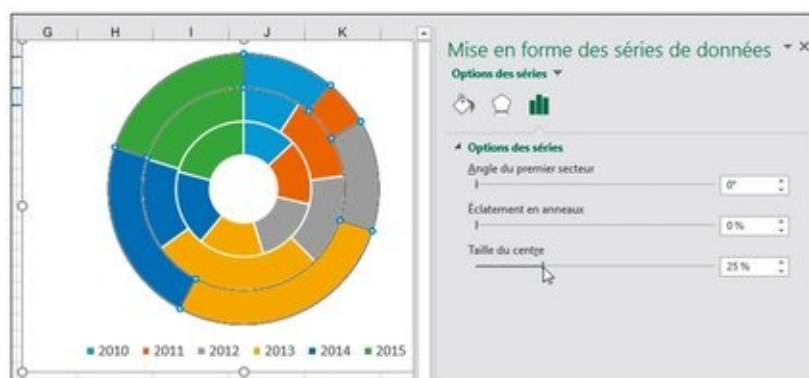 G H I J K
Mise en forme des séries de données
Options des séries
Options des séries
Angle du premier secteur
0°
Éclatement en anneaux
0 %
Taille du centre
25 %
2010 2011 2012 2013 2014 2015